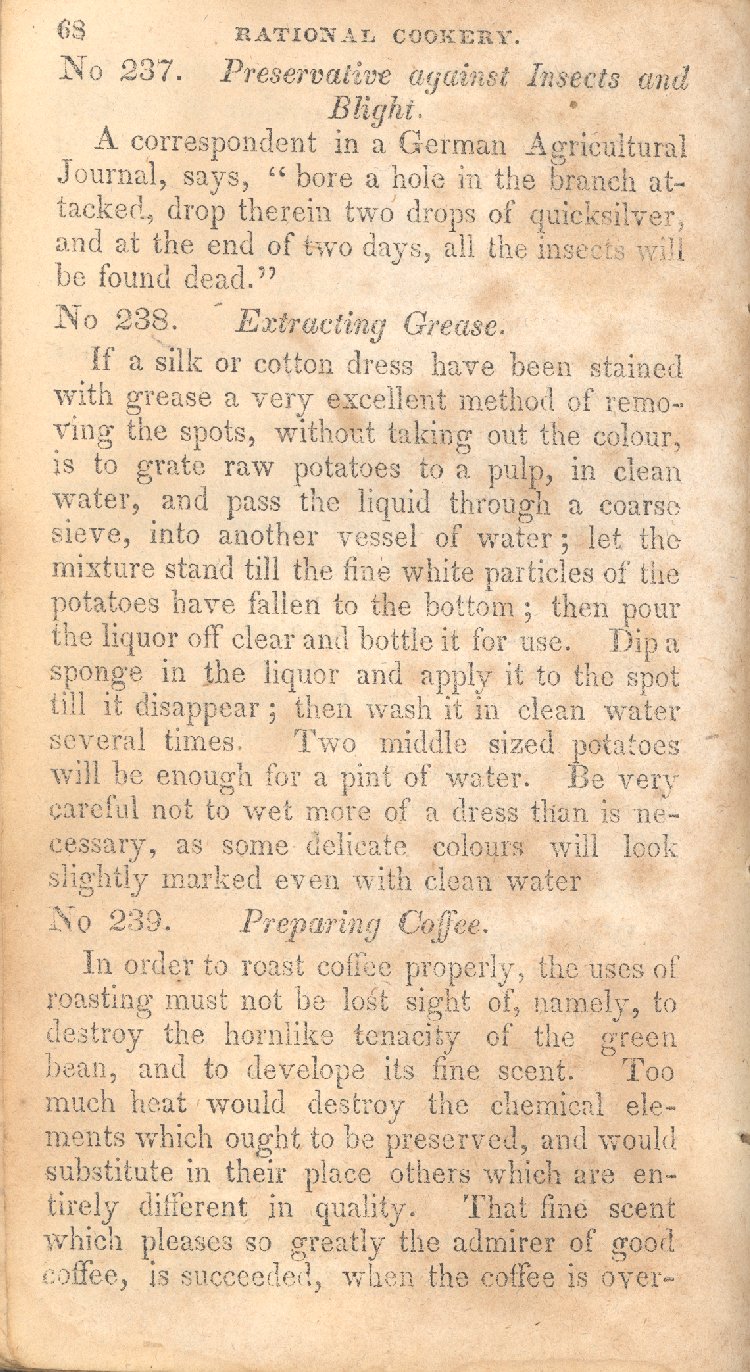 68 RATIONAL COOKERY.
No 237. Preservative against Insects and
Blight.
A correspondent in a German Agricultural
Journal, says, “ bore a hole in the branch at-
tacked, drop therein two drops of quicksilver,
and at the end of two days, all the insects will
be found dead.”
No 238. Extracting Grease.
If a silk or cotton dress have been stained
with grease a very excellent method of remo-
ving the spots, without taking out the colour,
is to grate raw potatoes to a pulp, in clean
water, and pass the liquid through a coarse
sieve, into another vessel of water ; let the
mixture stand till the fine white particles of the
potatoes have fallen to the bottom ; then pour
the liquor off clear and bottle it for use. Dip a
sponge in the liquor and apply it to the spot
till it disappear ; then wash it in clean water
several times. Two middle sized potatoes
will be enough for a pint of water. Be very
careful not to wet more of a dress than is ne-
cessary, as some delicate colours will look
slightly marked even with clean water
No 239. Preparing Coffee.
In order to roast coffee properly, the uses of
roasting must not be lost sight of, namely, to
destroy the hornlike tenacity of the green
bean, and to develope its fine scent. Too
much heat would destroy the chemical ele-
ments which ought to be preserved, and would
substitute in their place others which are en-
tirely different in quality. That fine scent
which pleases so greatly the admirer of good
coffee, is succeeded, when the coffee is over-